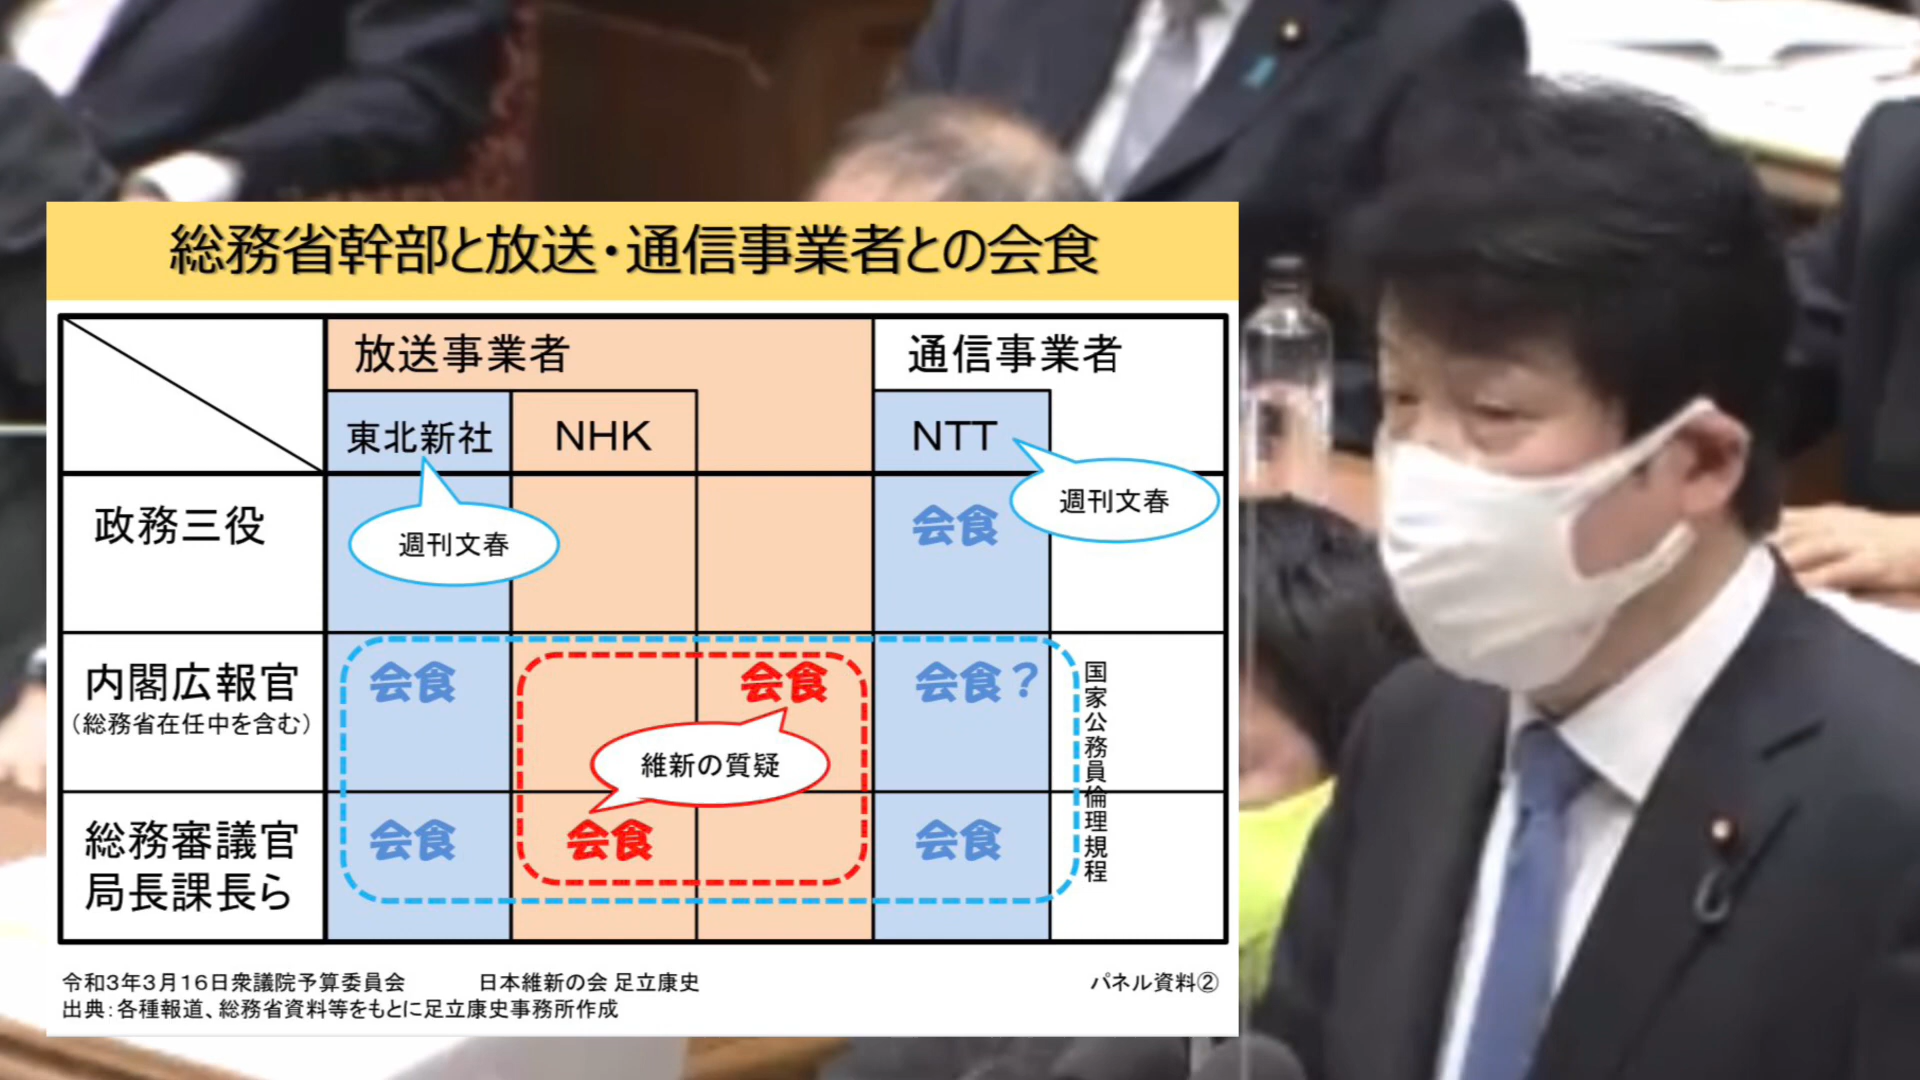 総務省幹部と放送・通信事業者との会食
放送事業者
通信事業者
東北新社
NHK
NTT
週刊文春
週刊文春
政務三役
会食
内閣広報官
（総務省在任中を含む）
会食
会食
会食？
維新の質疑
総務審議官
局長課長ら
会食
会食
会食
国家公務員倫理規程
令和3年3月16日衆議院予算委員会
日本維新の会 足立康史
パネル資料②
出典：各種報道、総務省資料等をもとに足立康史事務所作成